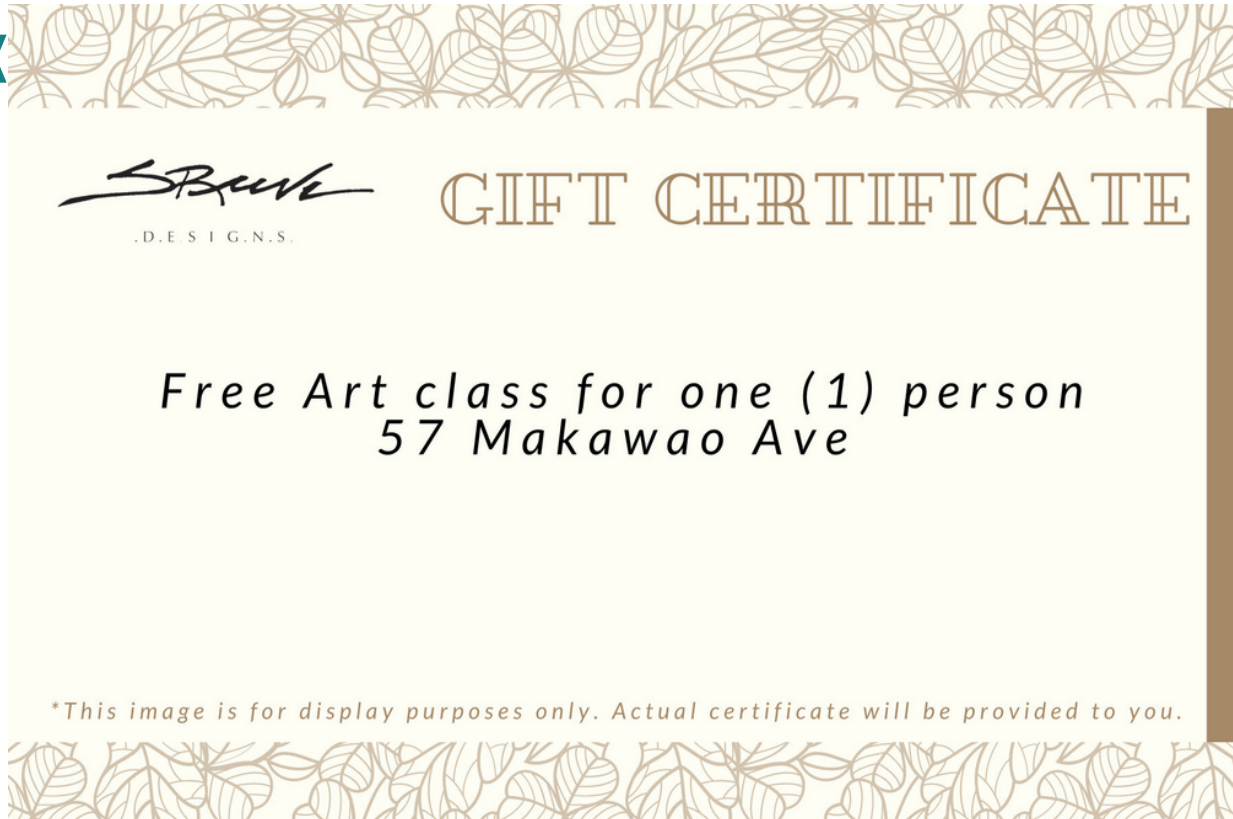 .D.E.S I G.N.S.
GIFT CERTIFICATE
Free Art class for one (1) person
57 Makawao Ave
*This image is for display purposes only. Actual certificate will be provided to you.